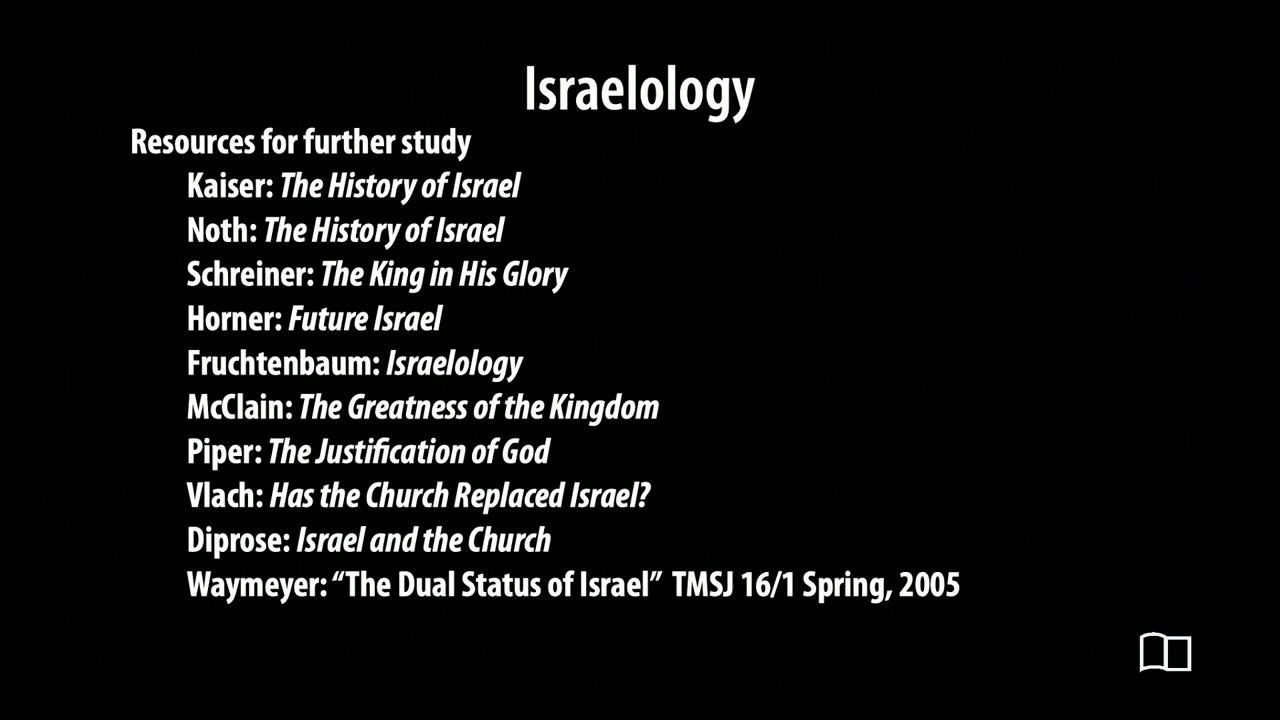 Israelology
Resources for further study
Kaiser: The History of Israel
Noth: The History of Israel
Schreiner: The King in His Glory
Horner: Future Israel
Fruchtenbaum: Israelology
McClain: The Greatness of the Kingdom
Piper: The Justification of God
Vlach: Has the Church Replaced Israel?
Diprose: Israel and the Church
Waymeyer: “The Dual Status of Israel” TMSJ 16/1 Spring, 2005